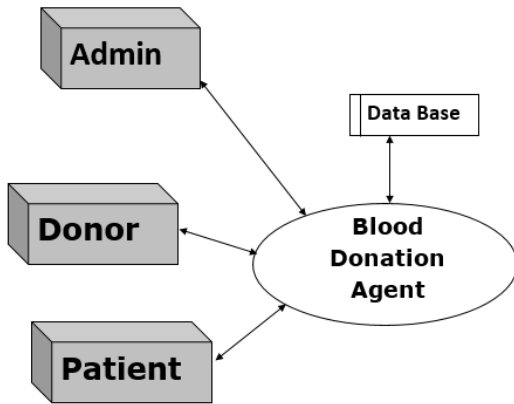 Admin
Data Base
Donor
Blood
Donation
Agent
Patient